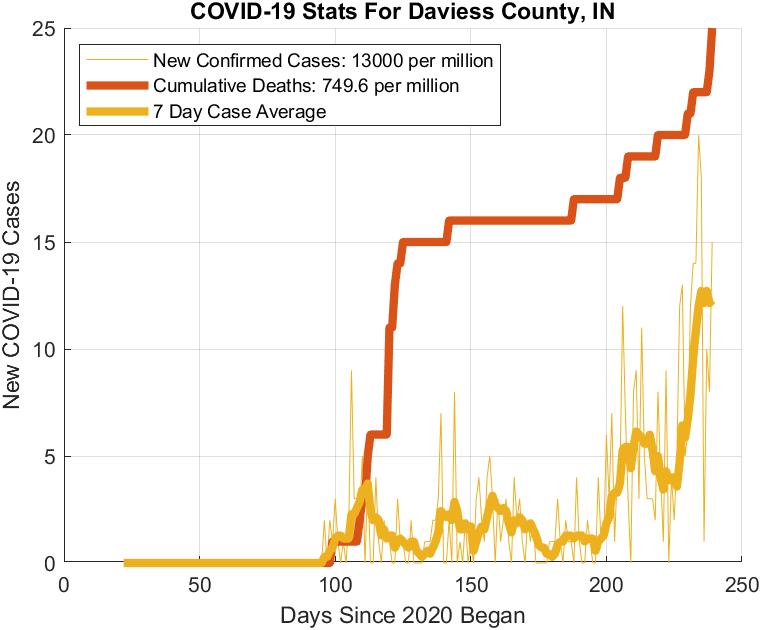 COVID-19 Stats For Daviess County, IN
25
New Confirmed Cases: 13000 per million
Cumulative Deaths: 749.6 per million
7 Day Case Average
20
15
10
5
0
New COVID-19 Cases
0 50 100 150 200 250
Days Since 2020 Began